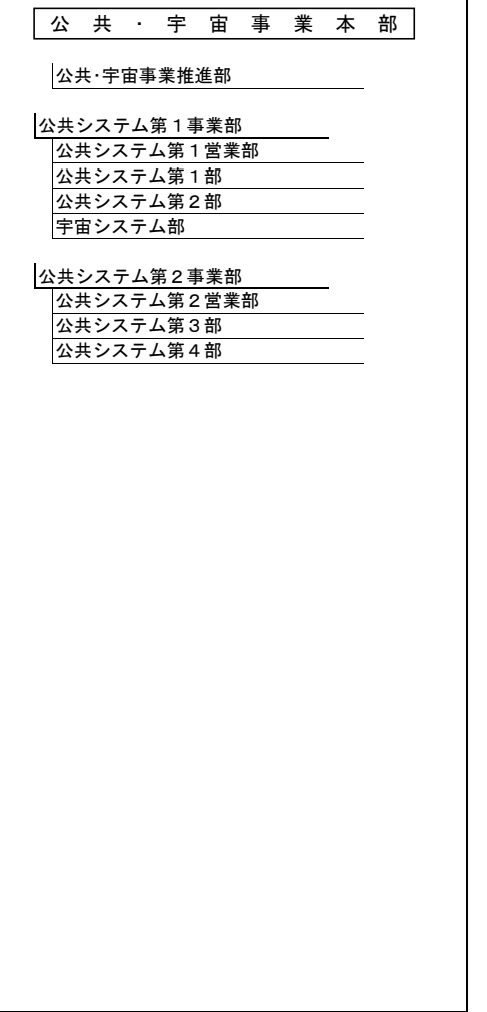 公共・宇宙事業本部
公共・宇宙事業推進部
公共システム第１事業部
公共システム第１営業部
公共システム第１部
公共システム第２部
宇宙システム部
公共システム第２事業部
公共システム第２営業部
公共システム第３部
公共システム第４部